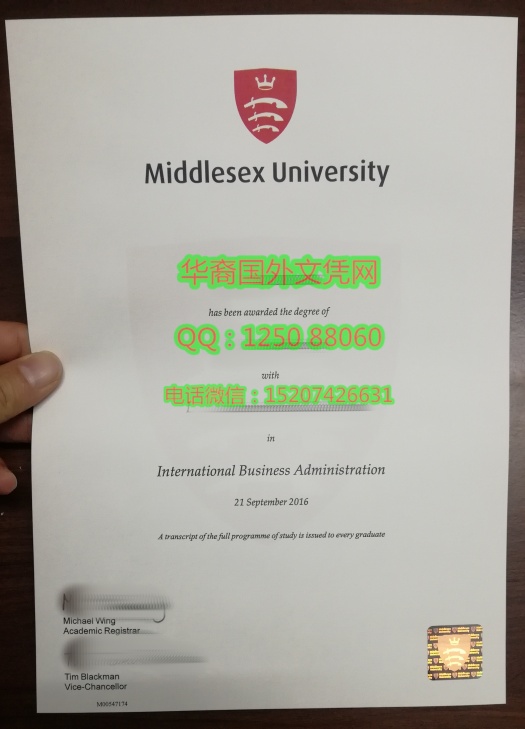 Middlesex University
华裔国外文凭网
has been awarded the degree of
QQ：1250 88060
with
电话微信：15207426631
in
International Business Administration
21 September 2016
A transcript of the full programme of study is issued to every graduate
Michael Wing
Academic Registrar
Tim Blackman
Vice-Chancellor
M00547174